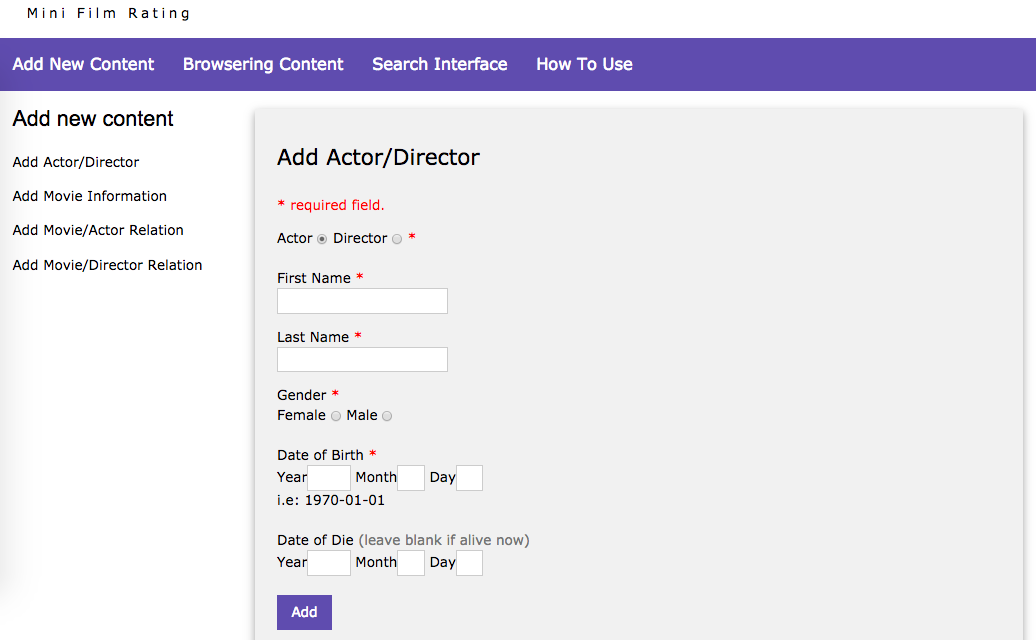 Mini Film Rating
Add New Content Browsering Content Search Interface How To Use
Add new content
Add Actor/Director
Add Movie Information
Add Movie/Actor Relation
Add Movie/Director Relation
Add Actor/Director
* required field.
Actor Director *
First Name *
Last Name *
Gender *
Female Male
Date of Birth *
Year Month Day
i.e: 1970-01-01
Date of Die (leave blank if alive now)
Year Month Day
Add